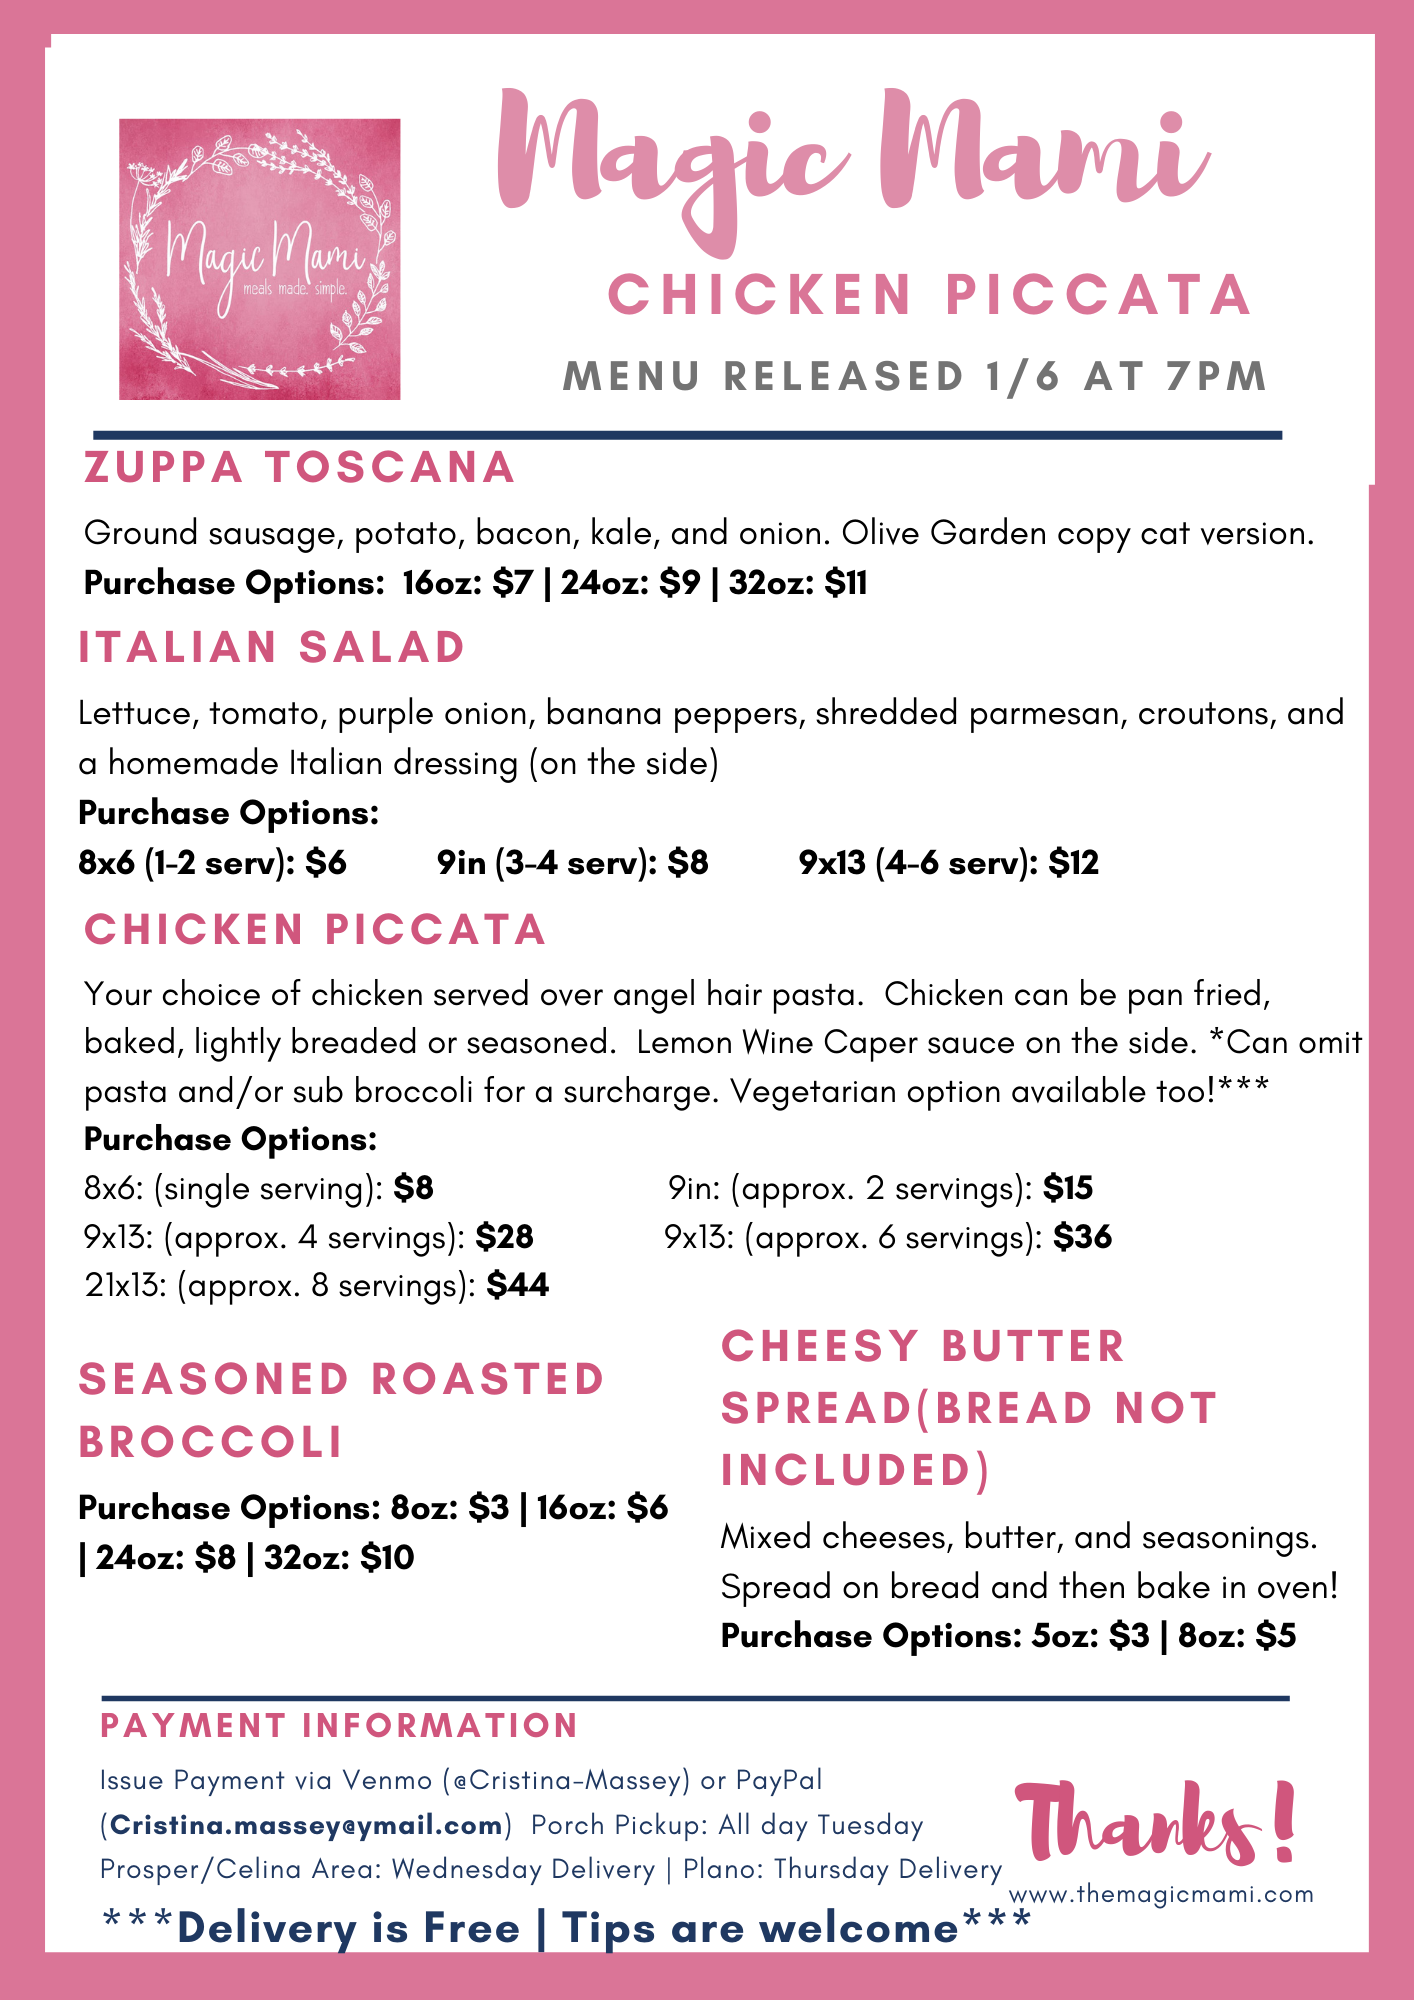 Magic Mami
meals made. simple.
Magic Mami
CHICKEN PICCATA
MENU RELEASED 1/6 AT 7PM
ZUPPA TOSCANA
Ground sausage, potato, bacon, kale, and onion. Olive Garden copy cat version.
Purchase Options:  16oz: $7 | 24oz: $9 | 32oz: $11
ITALIAN SALAD
Lettuce, tomato, purple onion, banana peppers, shredded parmesan, croutons, and
a homemade Italian dressing (on the side)
Purchase Options:
8x6 (1-2 serv): $6 9in (3-4 serv): $8 9x13 (4-6 serv): $12
CHICKEN PICCATA
Your choice of chicken served over angel hair pasta.  Chicken can be pan fried,
baked, lightly breaded or seasoned.  Lemon Wine Caper sauce on the side. *Can omit
pasta and/or sub broccoli for a surcharge. Vegetarian option available too!***
Purchase Options:
8x6: (single serving): $8 9in: (approx. 2 servings): $15
9x13: (approx. 4 servings): $28 9x13: (approx. 6 servings): $36
21x13: (approx. 8 servings): $44
SEASONED ROASTED
BROCCOLI
Purchase Options: 8oz: $3 | 16oz: $6
| 24oz: $8 | 32oz: $10
CHEESY BUTTER
SPREAD(BREAD NOT
INCLUDED)
Mixed cheeses, butter, and seasonings.
Spread on bread and then bake in oven!
Purchase Options: 5oz: $3 | 8oz: $5
PAYMENT INFORMATION
Issue Payment via Venmo (@Cristina-Massey) or PayPal
(Cristina.massey@ymail.com)  Porch Pickup: All day Tuesday
Prosper/Celina Area: Wednesday Delivery | Plano: Thursday Delivery
***Delivery is Free | Tips are welcome***
Thanks!
www.themagicmami.com